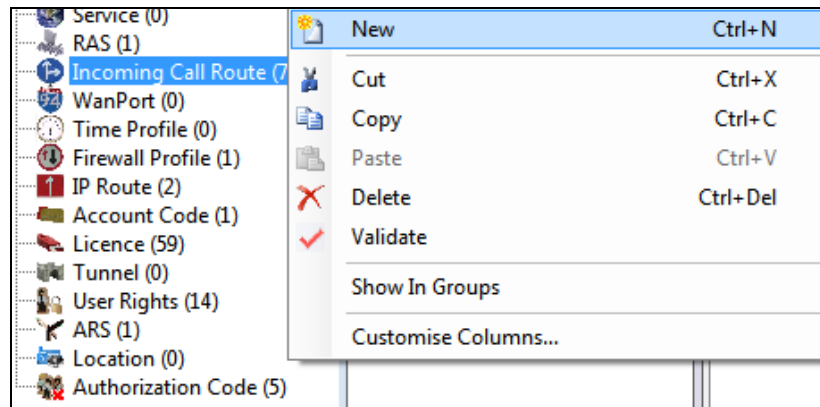 Service (0)
RAS (1)
Incoming Call Route (7
WanPort (0)
Time Profile (0)
Firewall Profile (1)
IP Route (2)
Account Code (1)
Licence (59)
Tunnel (0)
User Rights (14)
ARS (1)
Location (0)
Authorization Code (5)
New Ctrl+N
Cut Ctrl+X
Copy Ctrl+C
Paste Ctrl+V
Delete Ctrl+Del
Validate
Show In Groups
Customise Columns...